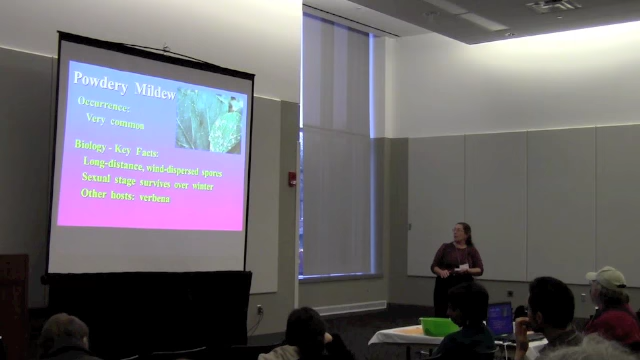 Powdery Mildew
Occurrence:
Very common
Biology - Key Facts:
Long-distance, wind-dispersed spores
Sexual stage survives over winter
Other hosts: verbena